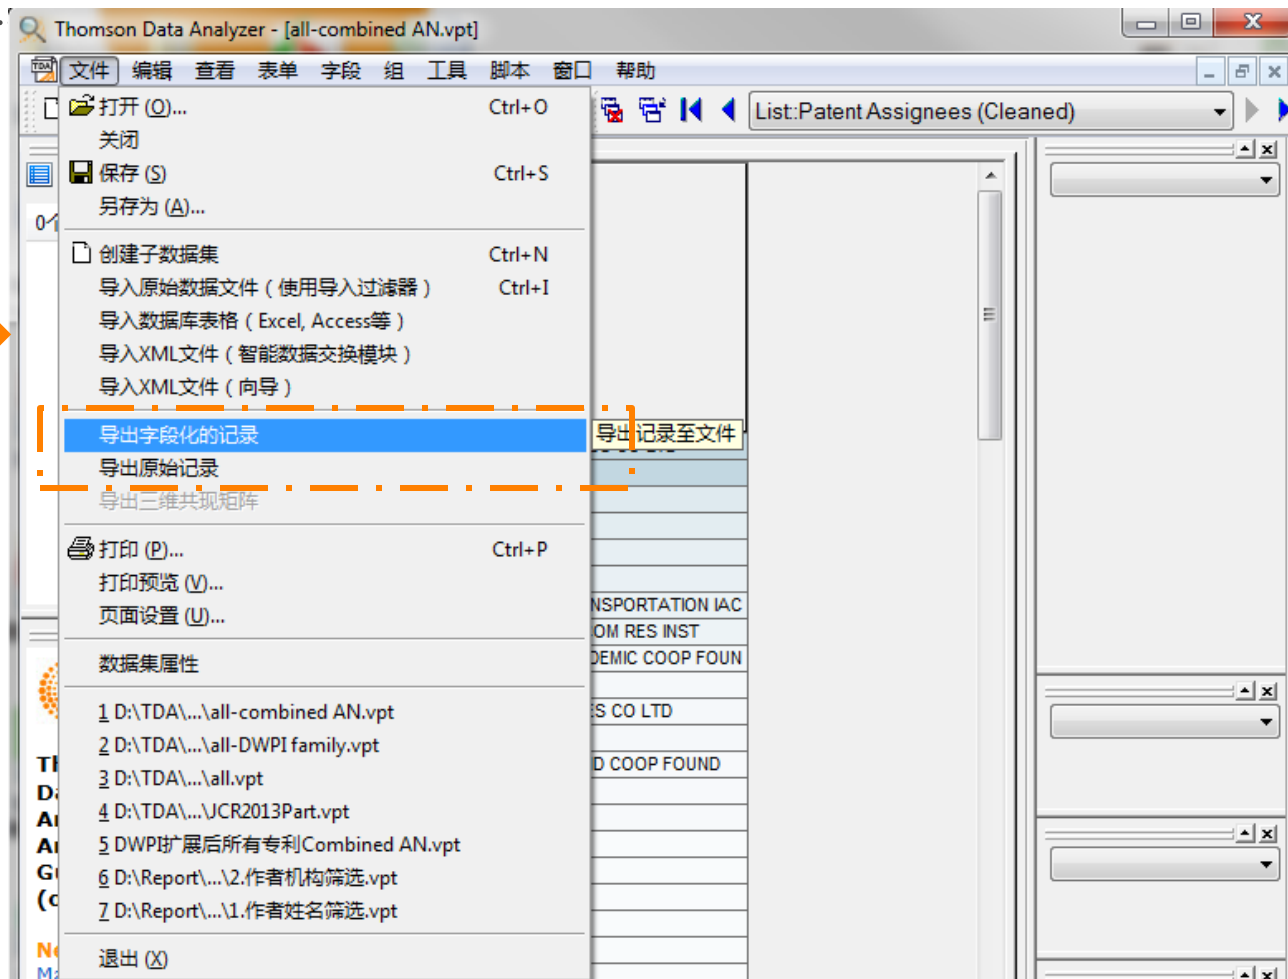 Thomson Data Analyzer - [all-combined AN.vpt]
文件 编辑 查看 表单 字段 组 工具 脚本 窗口 帮助
List::Patent Assignees (Cleaned)
打开 (O)... Ctrl+O
关闭
保存 (S) Ctrl+S
另存为 (A)...
0个
创建子数据集 Ctrl+N
导入原始数据文件 ( 使用导入过滤器 ) Ctrl+I
导入数据库表格 ( Excel, Access等 )
导入XML文件 ( 智能数据交换模块 )
导入XML文件 ( 向导 )
导出字段化的记录
导出记录至文件
导出原始记录
导出三维共现矩阵
打印 (P)... Ctrl+P
打印预览 (V)...
页面设置 (U)...
NSPORTATION IAC
OM RES INST
DEMIC COOP FOUN
数据集属性
1 D:\TDA\...\all-combined AN.vpt
S CO LTD
2 D:\TDA\...\all-DWPI family.vpt
D COOP FOUND
3 D:\TDA\...\all.vpt
4 D:\TDA\...\JCR2013Part.vpt
5 DWPI扩展后所有专利Combined AN.vpt
6 D:\Report\...\2.作者机构筛选.vpt
7 D:\Report\...\1.作者姓名筛选.vpt
退出 (X)